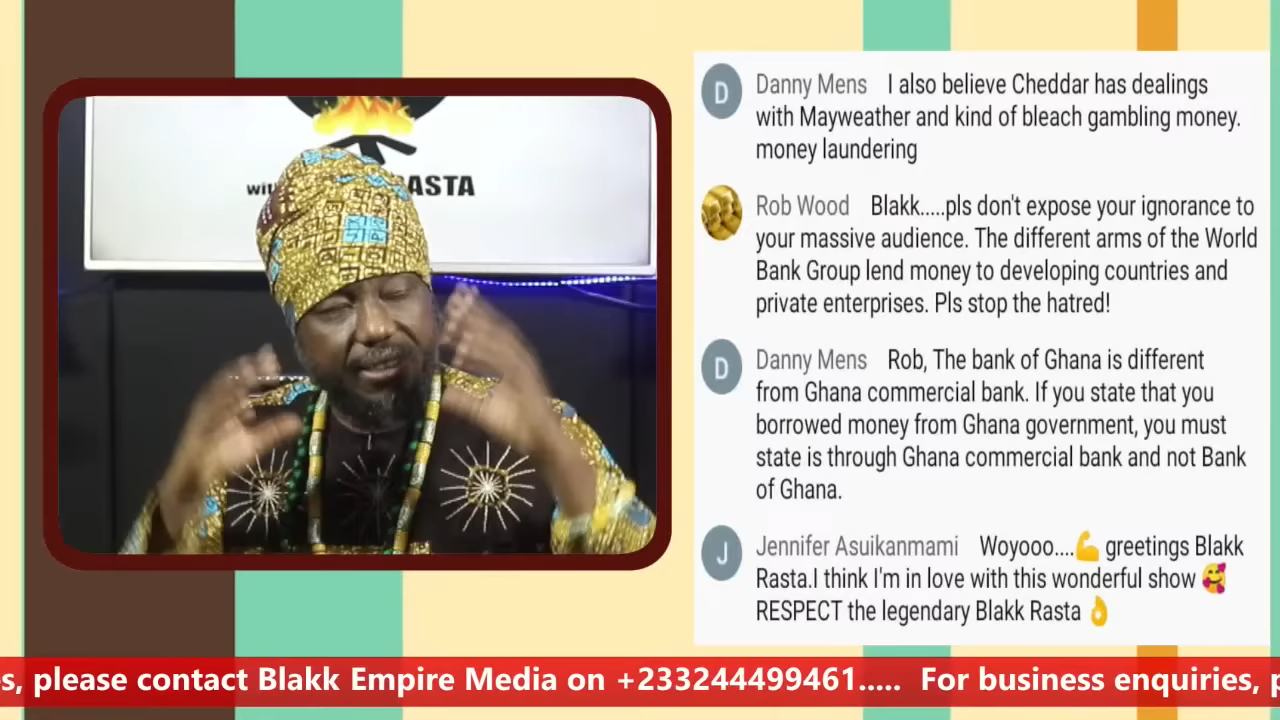 ASTA
Danny Mens I also believe Cheddar has dealings
with Mayweather and kind of bleach gambling money.
money laundering
Rob Wood Blakk.....pls don't expose your ignorance to
your massive audience. The different arms of the World
Bank Group lend money to developing countries and
private enterprises. Pls stop the hatred!
Danny Mens Rob, The bank of Ghana is different
from Ghana commercial bank. If you state that you
borrowed money from Ghana government, you must
state is through Ghana commercial bank and not Bank
of Ghana.
Jennifer Asuikanmami Woyooo....💪 greetings Blakk
Rasta.I think I'm in love with this wonderful show 🥰
RESPECT the legendary Blakk Rasta 👌
s, please contact Blakk Empire Media on +233244499461..... For business enquiries, p